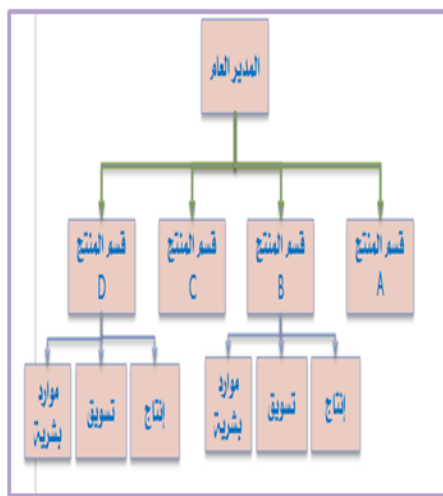 المدير العام
قسم المنتج
A
قسم المنتج
B
قسم المنتج
C
قسم المنتج
D
إنتاج
تسويق
موارد
بشرية
إنتاج
تسويق
موارد
بشرية